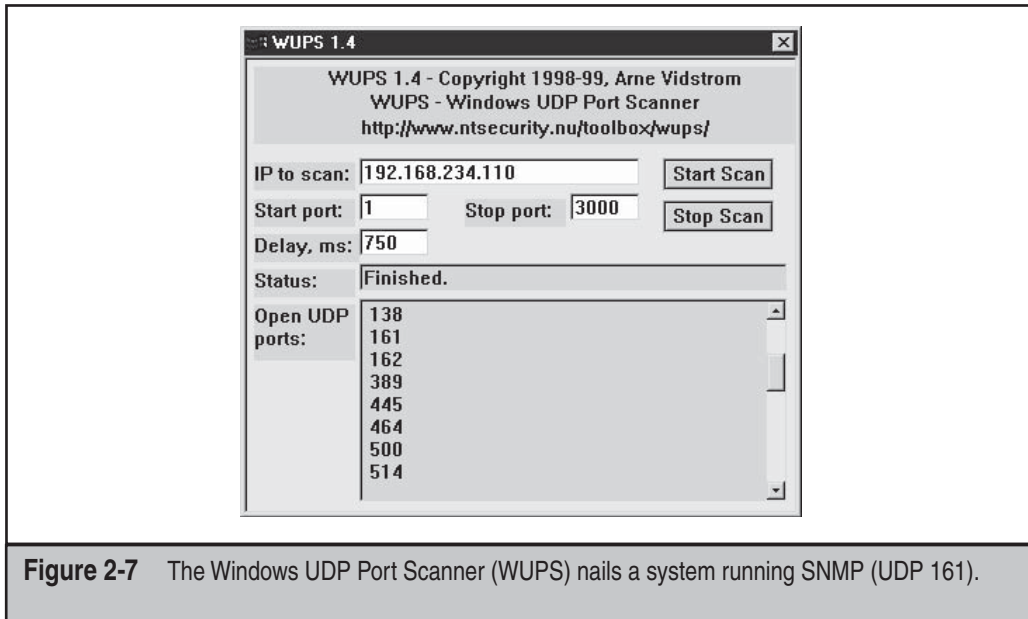 WUPS 1.4
WUPS 1.4 - Copyright 1998-99, Arne Vidstrom
WUPS - Windows UDP Port Scanner
http://www.ntsecurity.nu/toolbox/wups/
IP to scan: 192.168.234.110 Start Scan
Start port: 1 Stop port: 3000 Stop Scan
Delay, ms: 750
Status: Finished.
Open UDP ports:
138
161
162
389
445
464
500
514
Figure 2-7 The Windows UDP Port Scanner (WUPS) nails a system running SNMP (UDP 161).